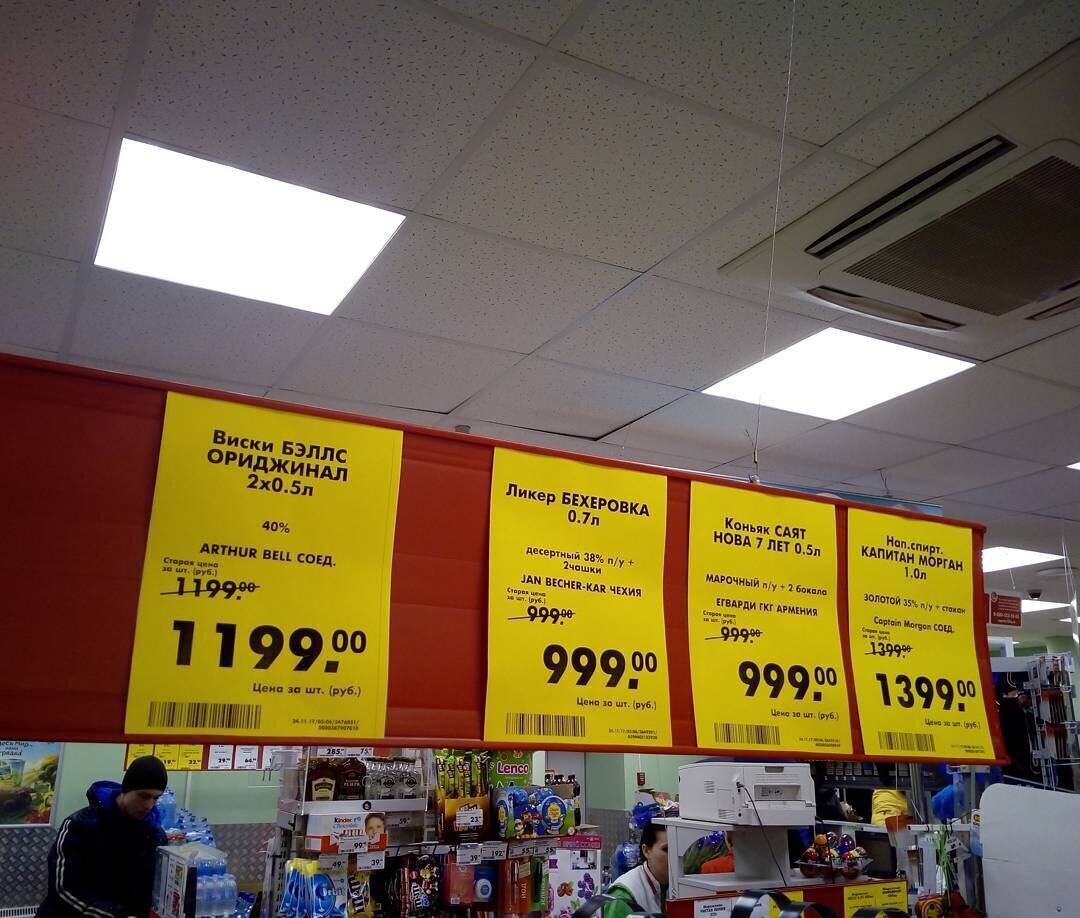 Виски БЭЛЛС
ОРИДЖИНАЛ
2х0.5л
40%
ARTHUR BELL СОЕД.
Старая цена
за шт. (руб.)
1199.00
1199.00
Цена за шт. (руб.)
Ликер БЕХЕРОВКА
0.7л
десертный 38% п/у +
2чашки
JAN BECHER-KAR ЧЕХИЯ
Старая цена
за шт. (руб.)
999.00
999.00
Цена за шт. (руб.)
Коньяк САЯТ
НОВА 7 ЛЕТ 0.5л
МАРОЧНЫЙ п/у + 2 бокала
ЕГВАРДИ ГКГ АРМЕНИЯ
Старая цена
за шт. (руб.)
999.00
999.00
Цена за шт. (руб.)
Нап.спирт.
КАПИТАН МОРГАН
1.0л
ЗОЛОТОЙ 35% п/у + стакан
Captain Morgan СОЕД.
Старая цена
за шт. (руб.)
1399.00
1399.00
Цена за шт. (руб.)
Lenco
Kinder